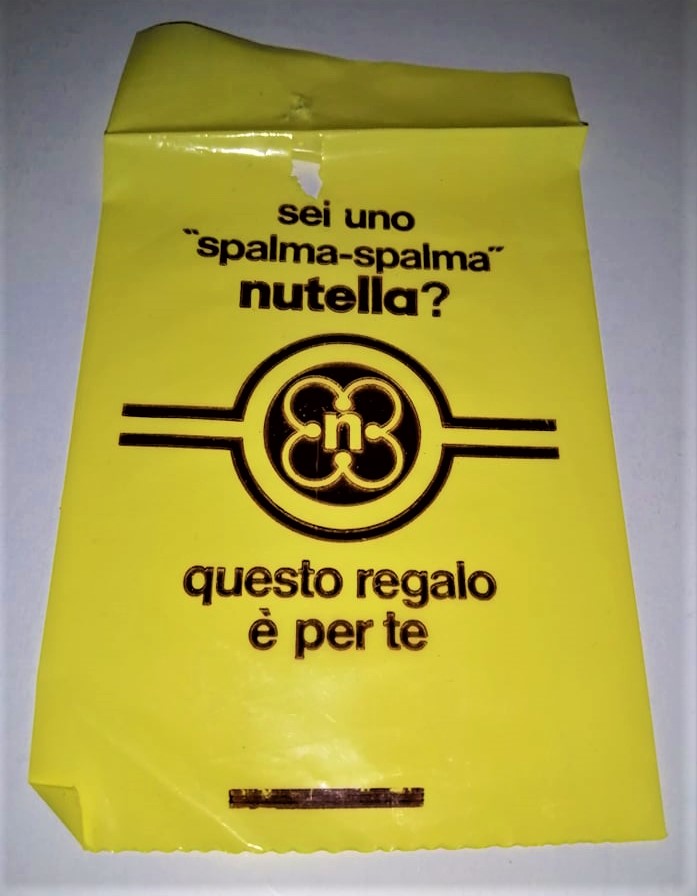 sei uno
"spalma-spalma"
nutella?
n
questo regalo
è per te